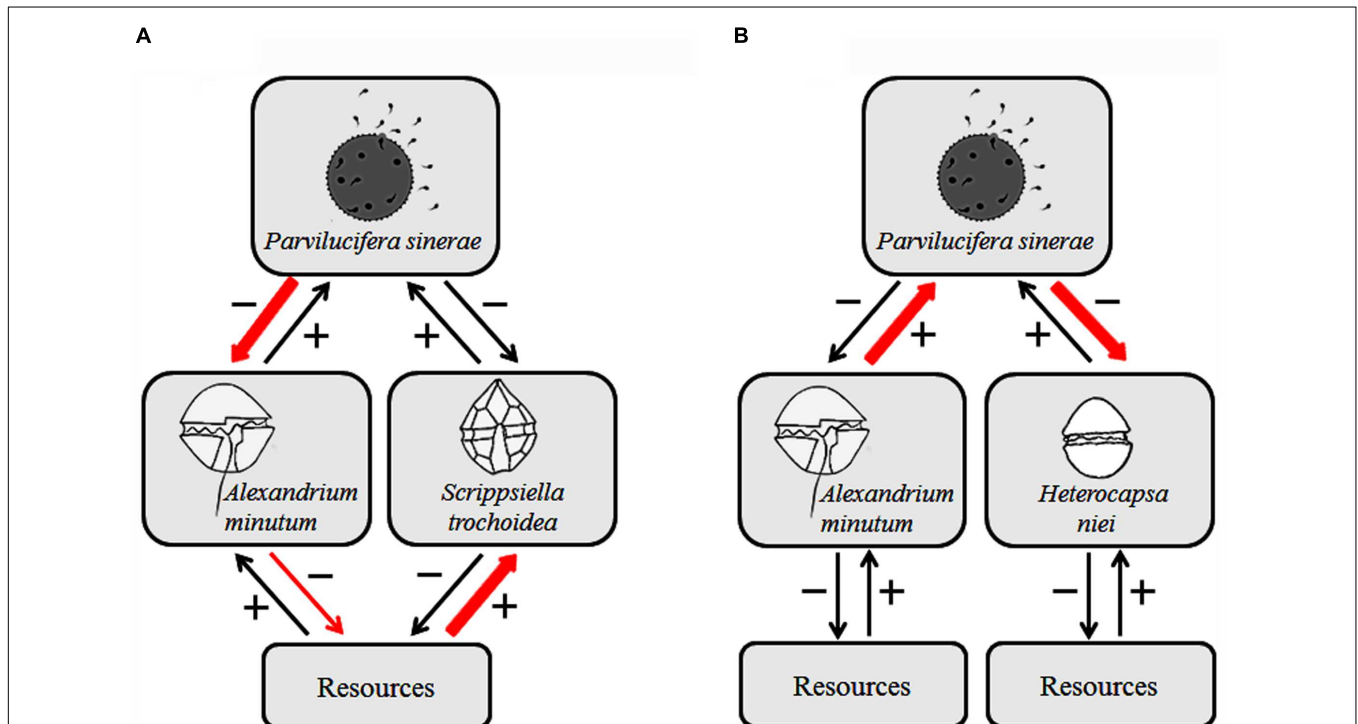 A
B
Parvilucifera sinerae
Parvilucifera sinerae
−
+
+
−
−
+
+
−
Alexandrium
minutum
Scrippsiella
trochoidea
Alexandrium
minutum
Heterocapsa
niei
+
−
−
+
−
+
−
+
Resources
Resources
Resources